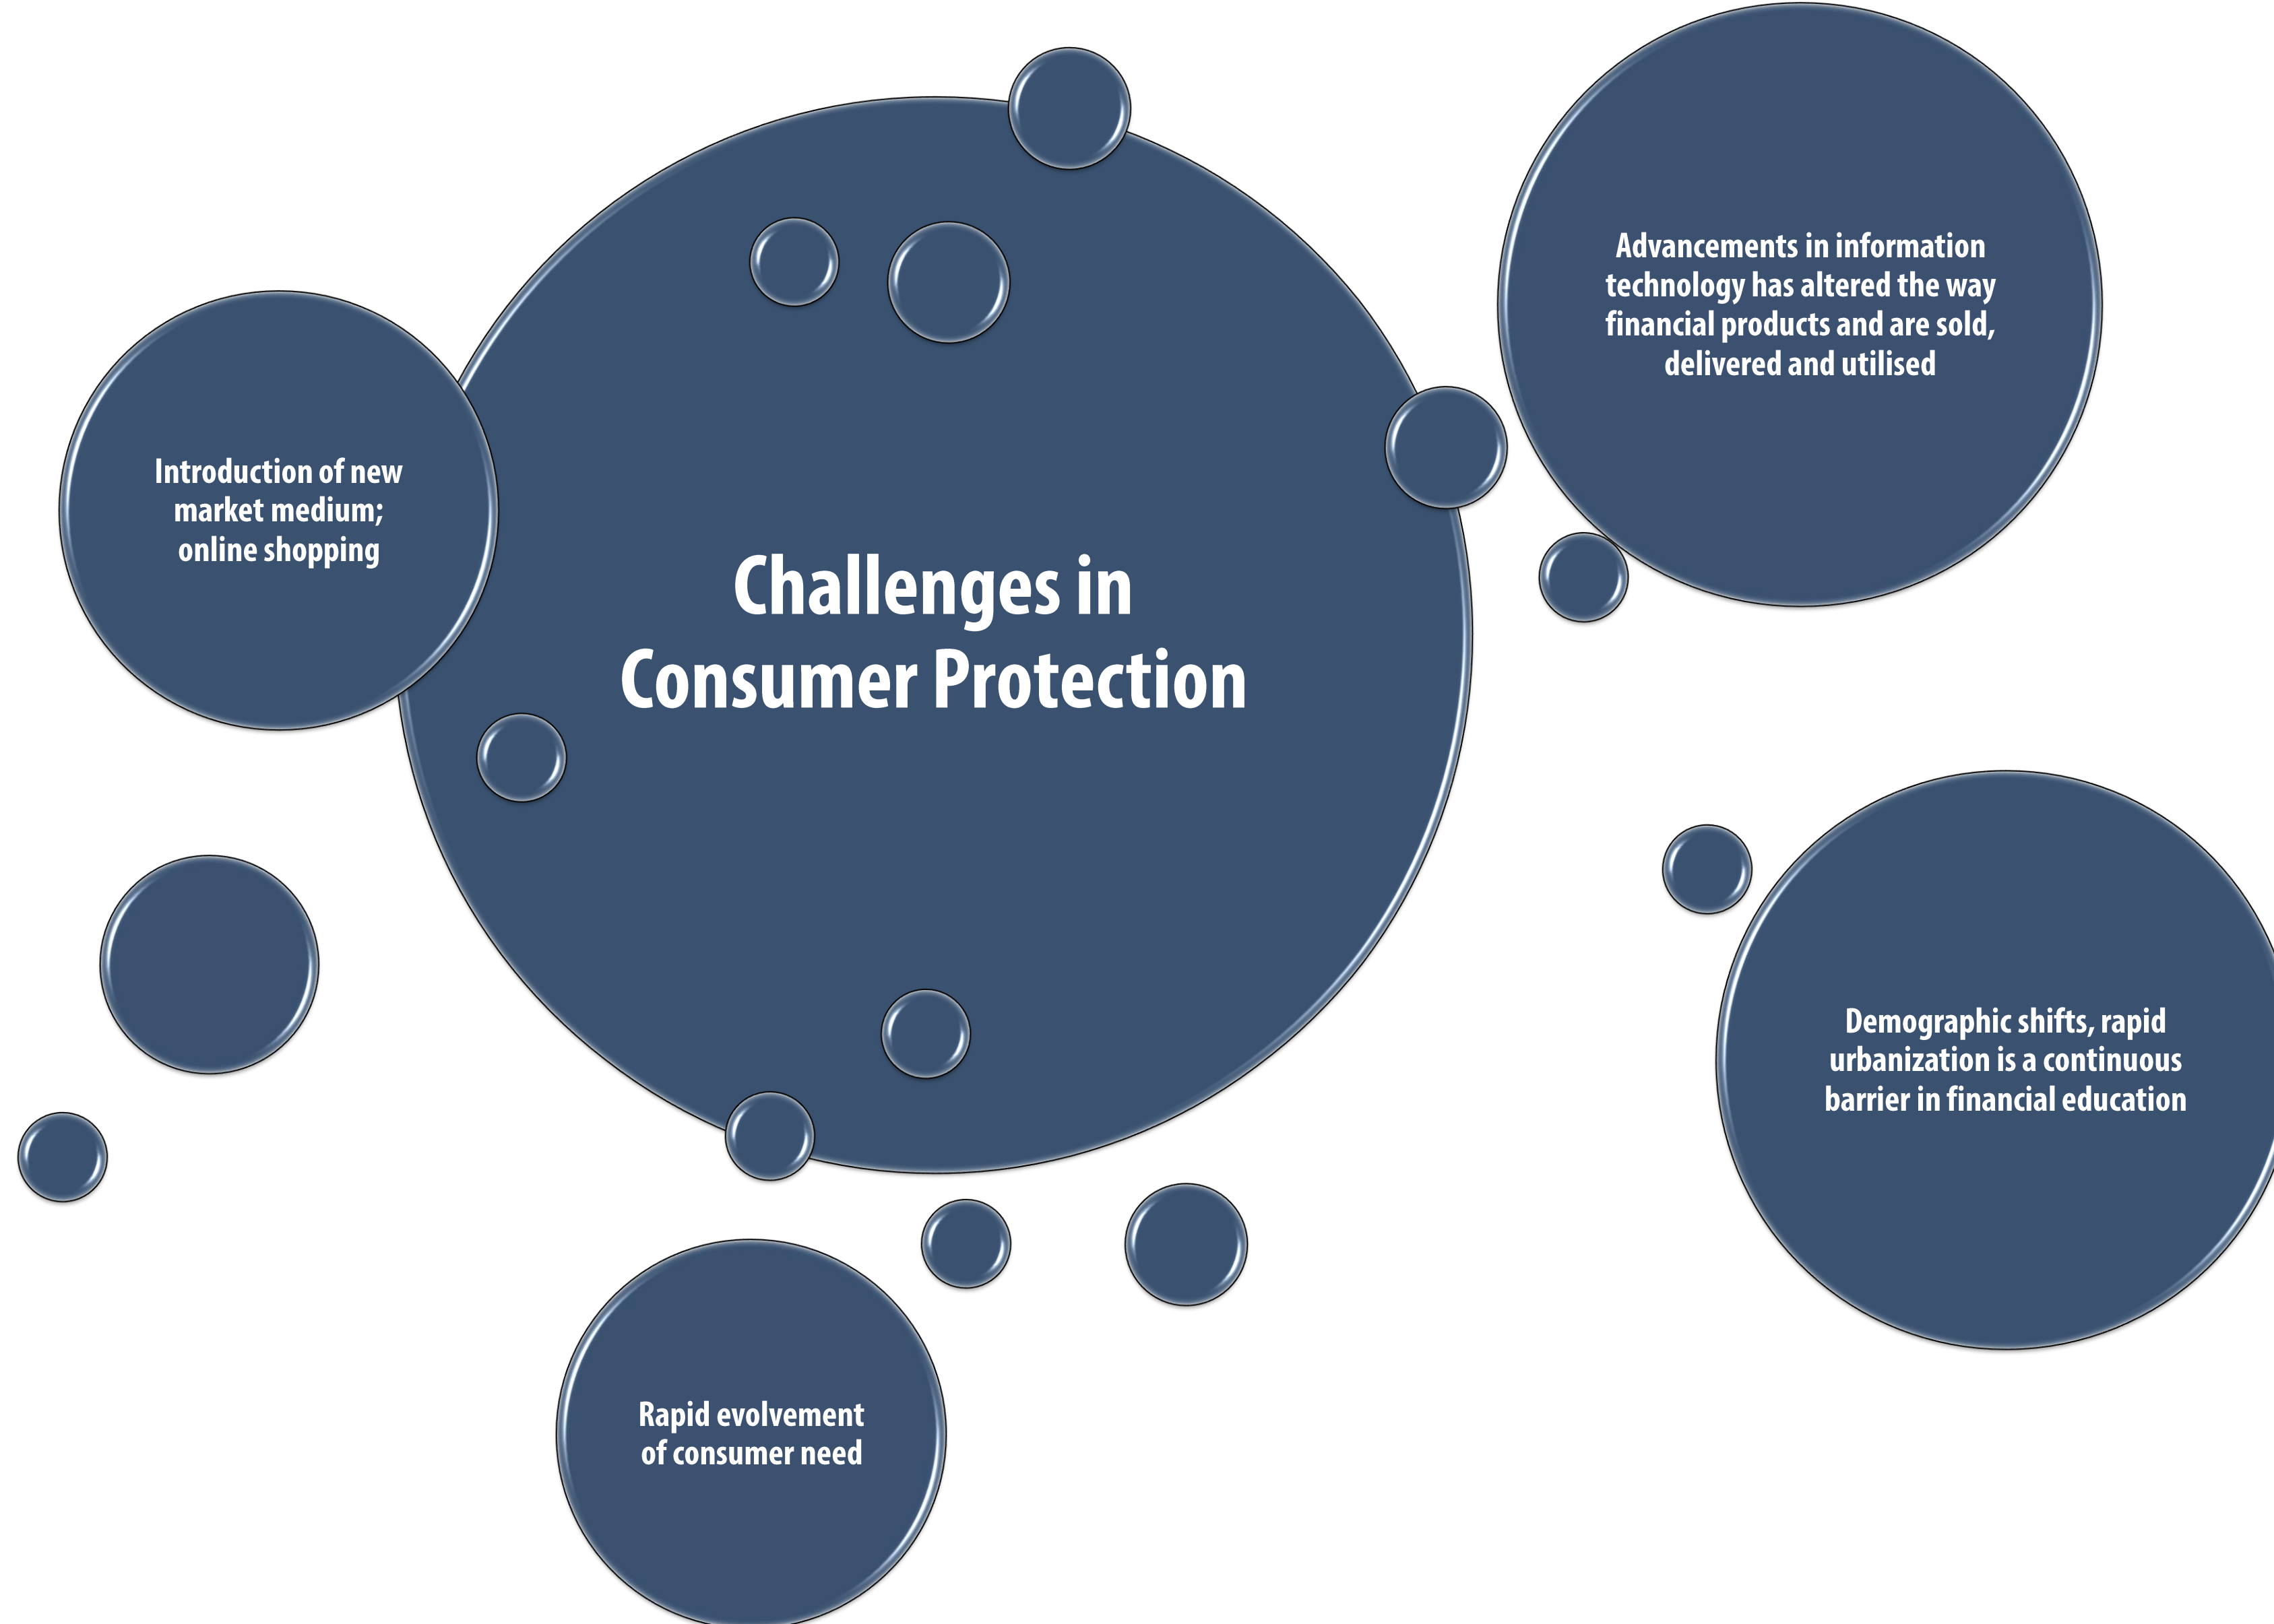 Challenges in
Consumer Protection
Introduction of new
market medium;
online shopping
Advancements in information
technology has altered the way
financial products and are sold,
delivered and utilised
Demographic shifts, rapid
urbanization is a continuous
barrier in financial education
Rapid evolvement
of consumer need